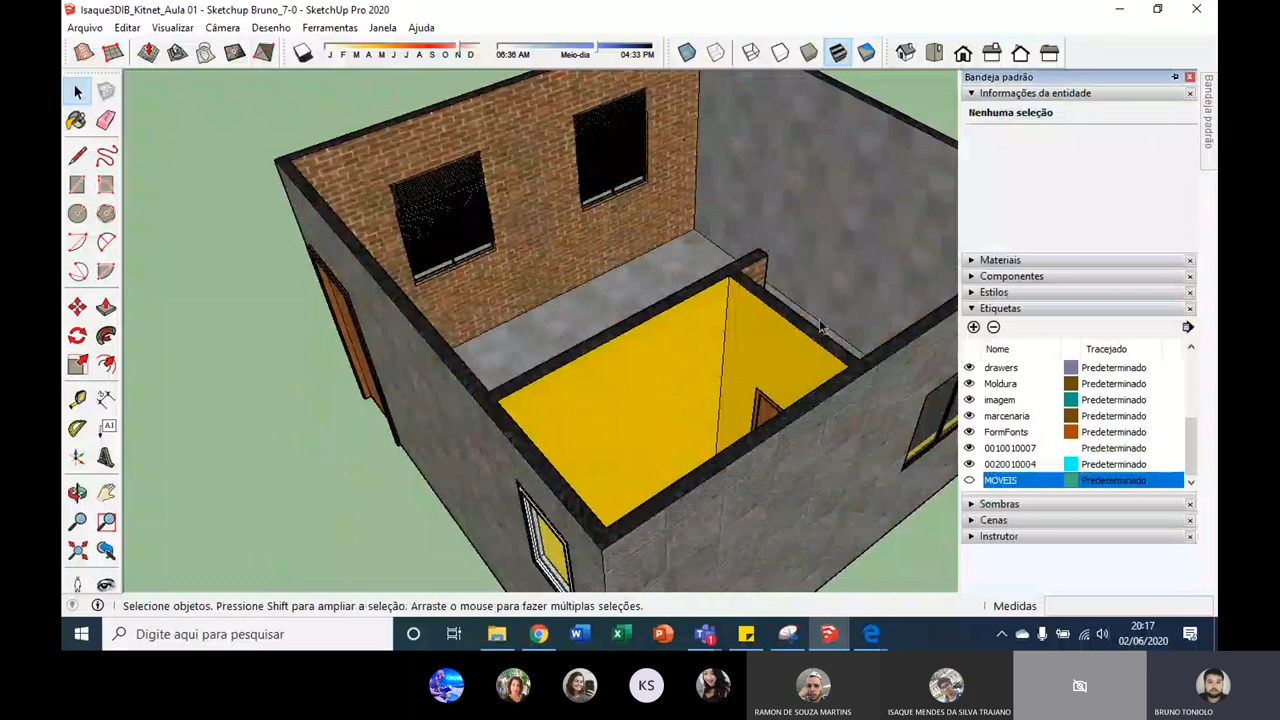 Isaque3DIB_Kitnet_Aula 01 - Sketchup Bruno_7-0 - SketchUp Pro 2020
Arquivo Editar Visualizar Câmera Desenho Ferramentas Janela Ajuda
J F M A M J J A S O N D 06:36 AM Meio-dia 04:33 PM
Bandeja padrão
Informações da entidade
Nenhuma seleção
Bandeja padrão
Materiais
Componentes
Estilos
Etiquetas
Nome Tracejado
drawers Predeterminado
Moldura Predeterminado
imagem Predeterminado
marcenaria Predeterminado
FormFonts Predeterminado
0010010007 Predeterminado
0020010004 Predeterminado
MOVEIS Predeterminado
Sombras
Cenas
Instrutor
A1
Selecione objetos. Pressione Shift para ampliar a seleção. Arraste o mouse para fazer múltiplas seleções. Medidas
Digite aqui para pesquisar
20:17
02/06/2020
KS
RAMON DE SOUZA MARTINS
ISAQUE MENDES DA SILVA TRAJANO
BRUNO TONIOLO